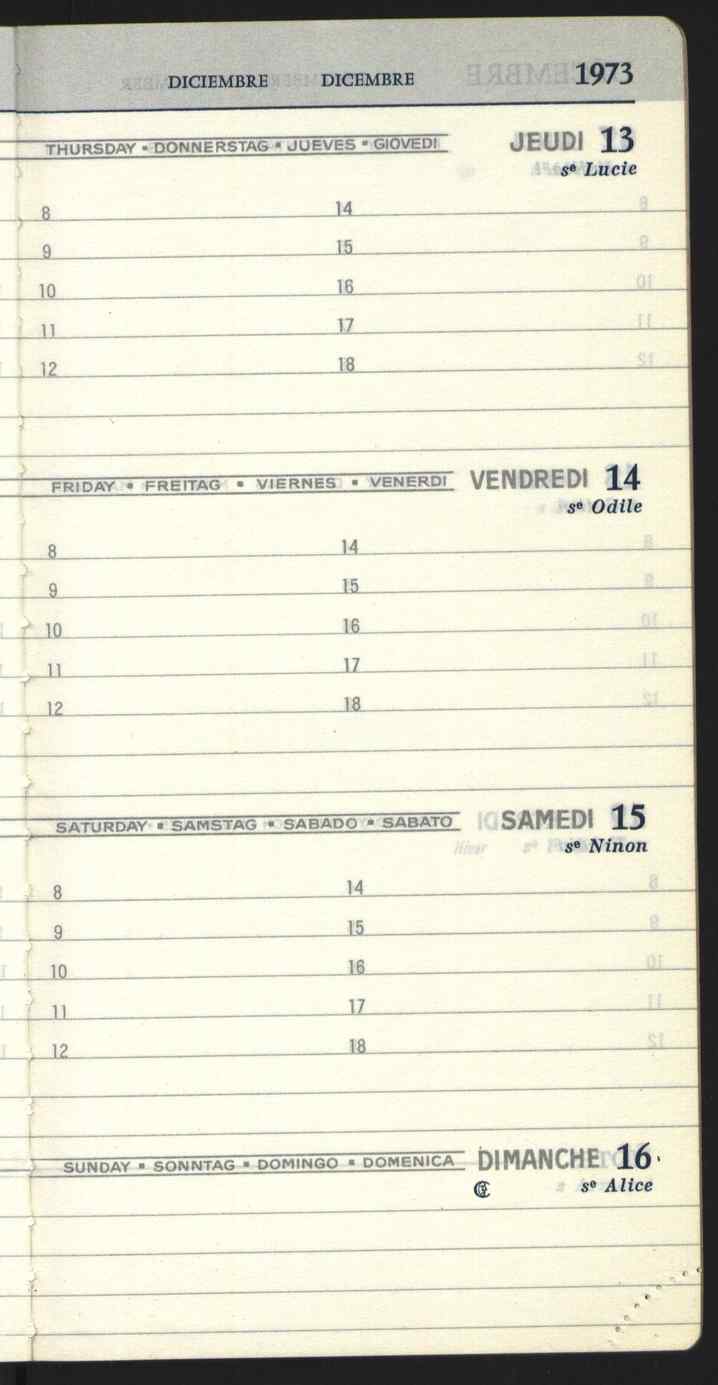 DICIEMBRE DICEMBRE 1973
THURSDAY ▪ DONNERSTAG ▪ JUEVES ▪ GIOVEDI JEUDI 13
sᵉ Lucie
8 14
9 15
10 16
11 17
12 18
FRIDAY ▪ FREITAG ▪ VIERNES ▪ VENERDI VENDREDI 14
sᵉ Odile
8 14
9 15
10 16
11 17
12 18
SATURDAY ▪ SAMSTAG ▪ SABADO ▪ SABATO SAMEDI 15
sᵉ Ninon
8 14
9 15
10 16
11 17
12 18
SUNDAY ▪ SONNTAG ▪ DOMINGO ▪ DOMENICA DIMANCHE 16
sᵉ Alice